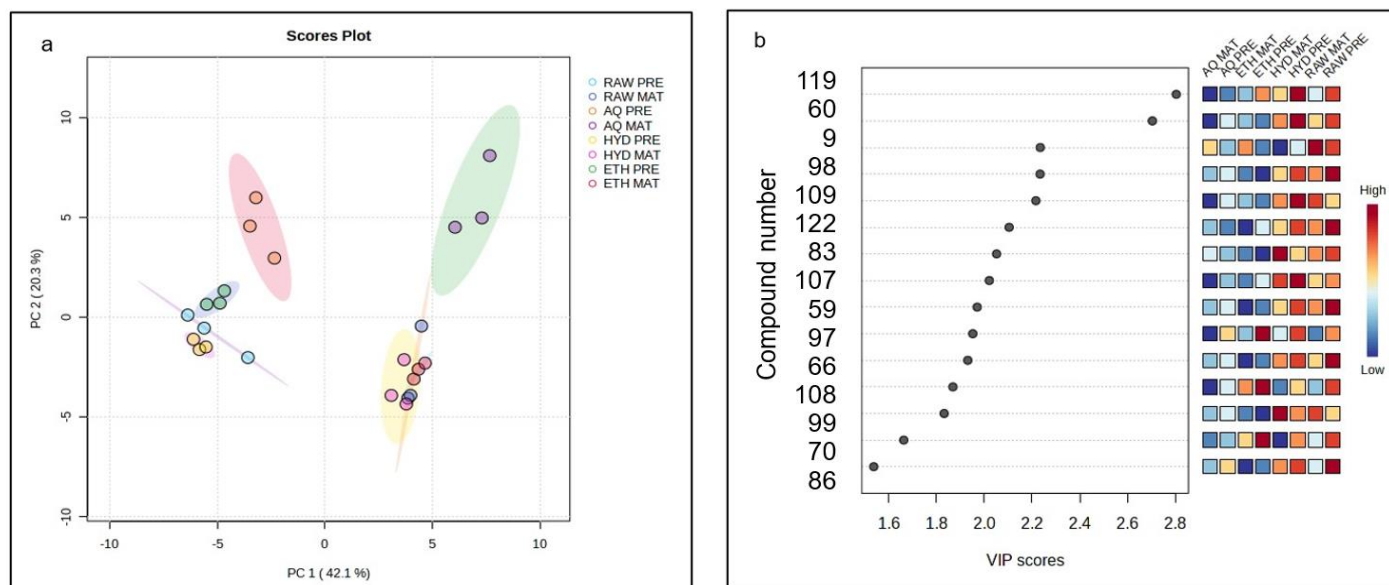 a
Scores Plot
RAW PRE
RAW MAT
AQ PRE
AQ MAT
HYD PRE
HYD MAT
ETH PRE
ETH MAT
10
5
0
-5
-10
PC 2 ( 20.3 %)
-10
-5
0
5
10
PC 1 ( 42.1 %)
b
AQ MAT
AQ PRE
ETH MAT
ETH PRE
HYD MAT
HYD PRE
RAW MAT
RAW PRE
Compound number
119
60
9
98
109
122
83
107
59
97
66
108
99
70
86
1.6
1.8
2.0
2.2
2.4
2.6
2.8
VIP scores
High
Low